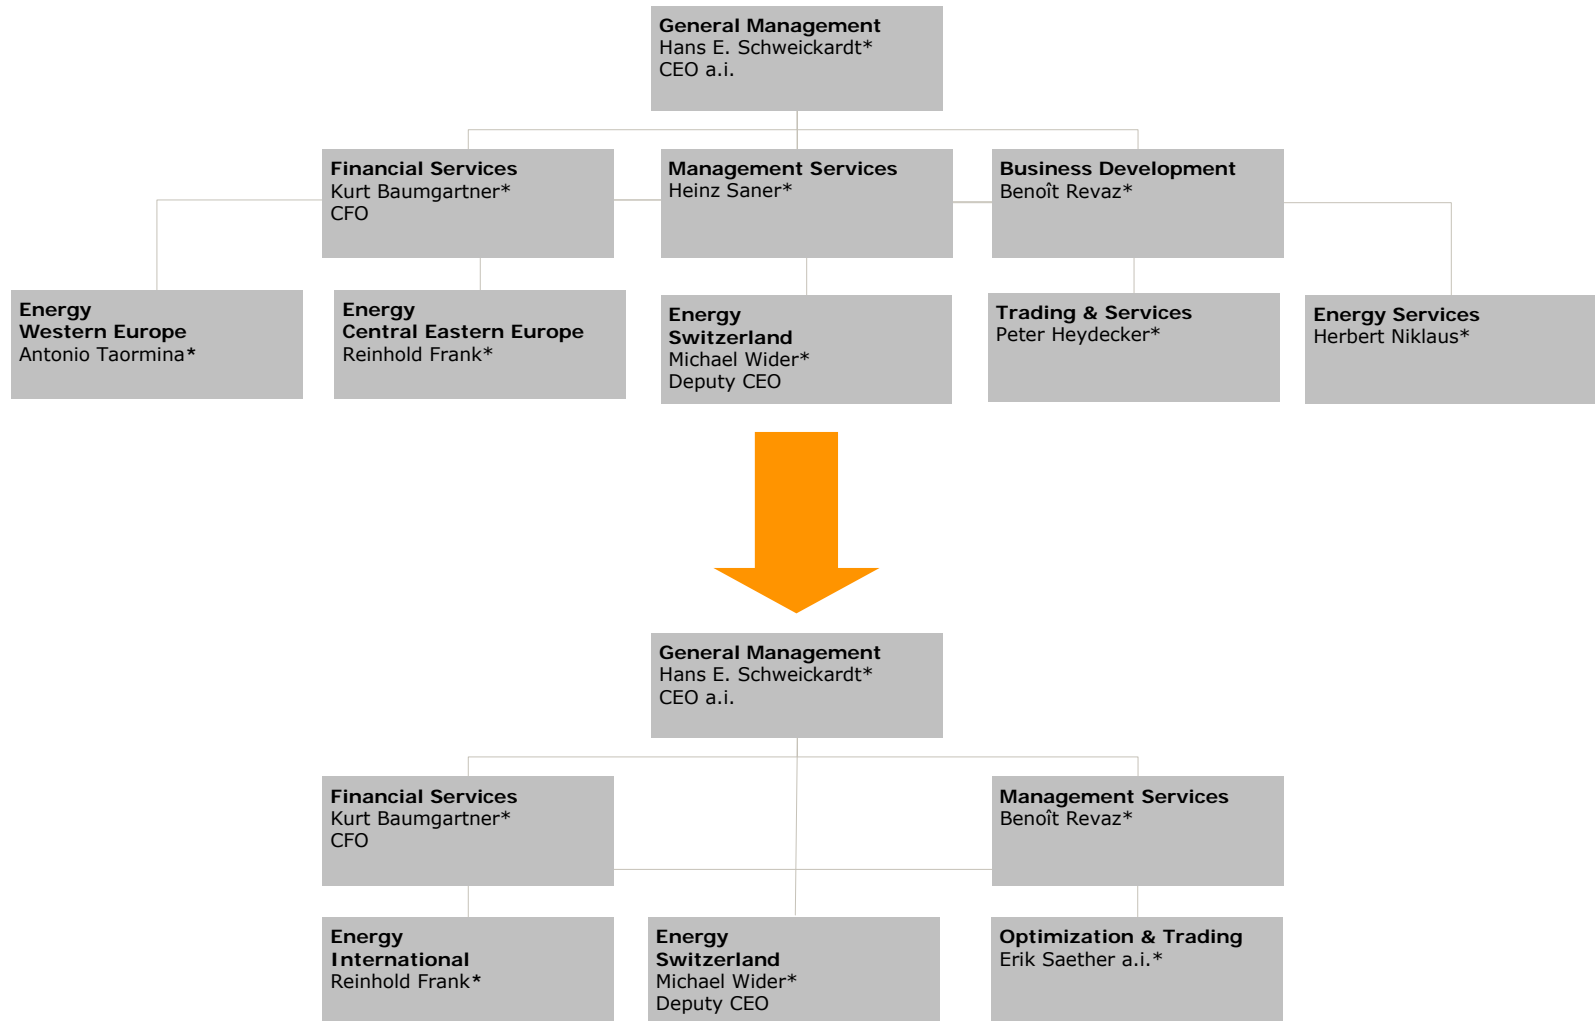 General Management
Hans E. Schweickardt*
CEO a.i.
Financial Services
Kurt Baumgartner*
CFO
Management Services
Heinz Saner*
Business Development
Benoît Revaz*
Energy
Western Europe
Antonio Taormina*
Energy
Central Eastern Europe
Reinhold Frank*
Energy
Switzerland
Michael Wider*
Deputy CEO
Trading & Services
Peter Heydecker*
Energy Services
Herbert Niklaus*
General Management
Hans E. Schweickardt*
CEO a.i.
Financial Services
Kurt Baumgartner*
CFO
Management Services
Benoît Revaz*
Energy
International
Reinhold Frank*
Energy
Switzerland
Michael Wider*
Deputy CEO
Optimization & Trading
Erik Saether a.i.*